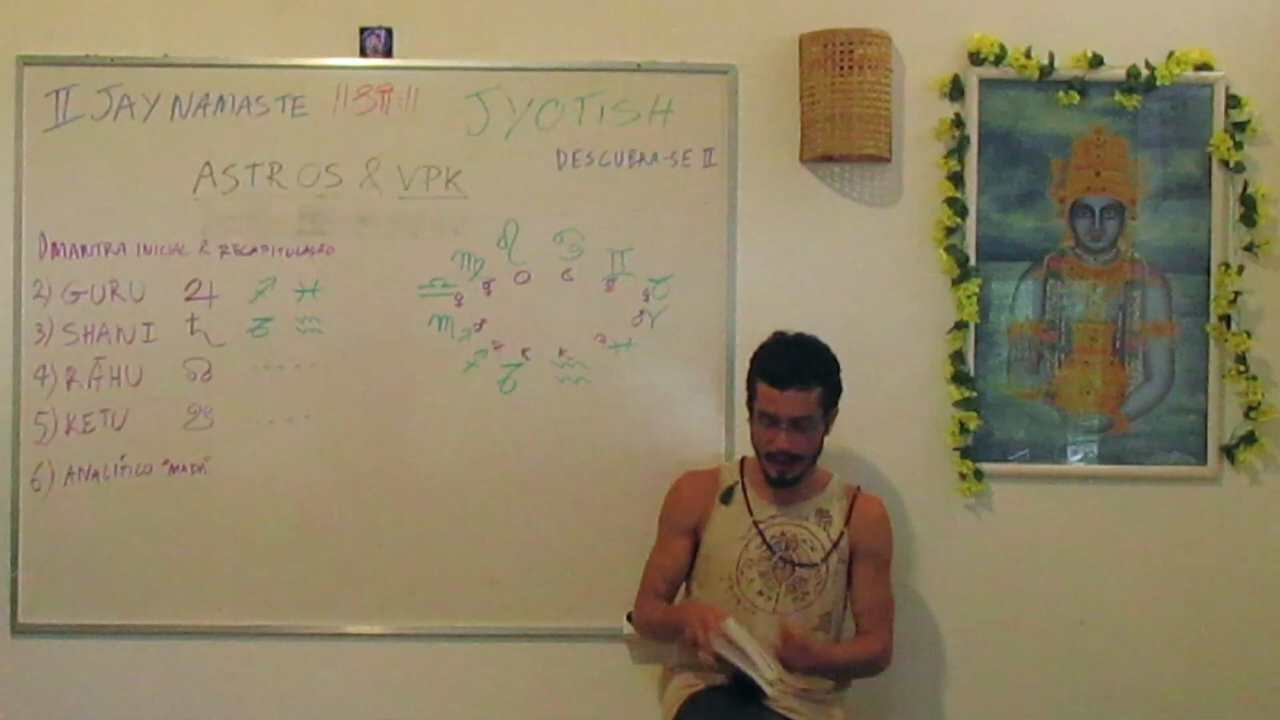 II JAY NAMASTE ||ॐ:|| JYOTISH
DESCUBRA-SE II
ASTROS & VPK
1) MANTRA INICIAL & RECAPITULAÇÃO
2) GURU ♃ ♐ ♓
3) SHANI ♄ ♑ ♒
4) RĀHU ☊ ......
5) KETU ☋ .....
6) ANALÍTICO "MAPA"
♌ ♋
♍ ☉ ☾ ♊
♎ ♀ ☿ ☿ ♀ ♉
♏ ♂ ♂ ♈
♐ ♃ ♑ ♄ ♄ ♒ ♃ ♓